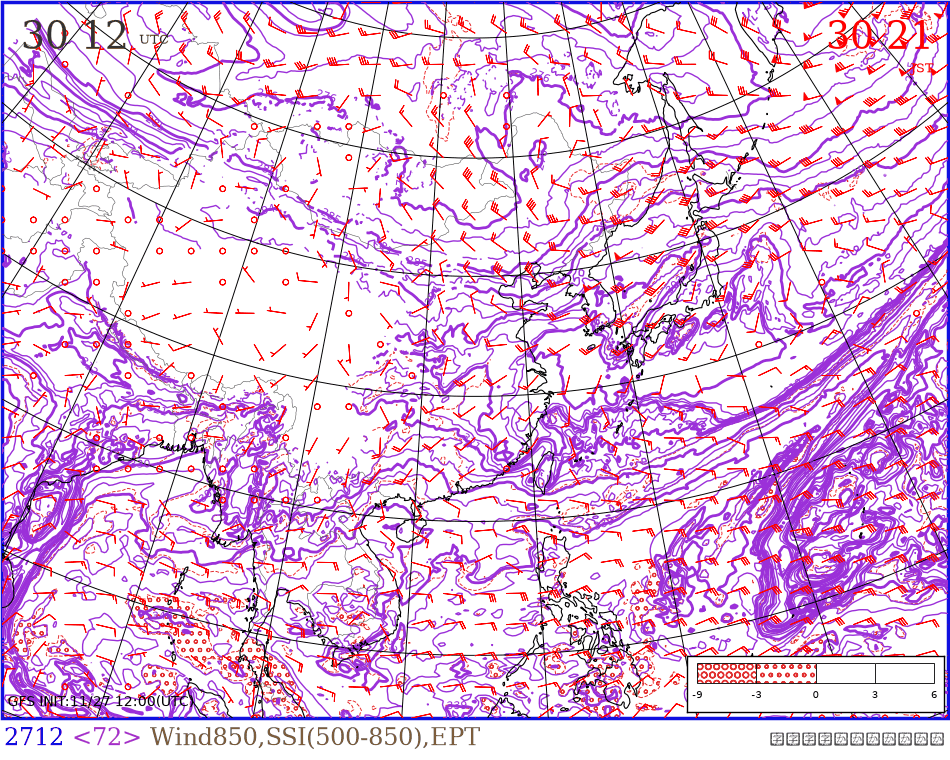 30 12 UTC 30 21
JST
-9 -3 0 3 6
GFS INIT:11/27 12:00(UTC)
2712 <72> Wind850,SSI(500-850),EPT